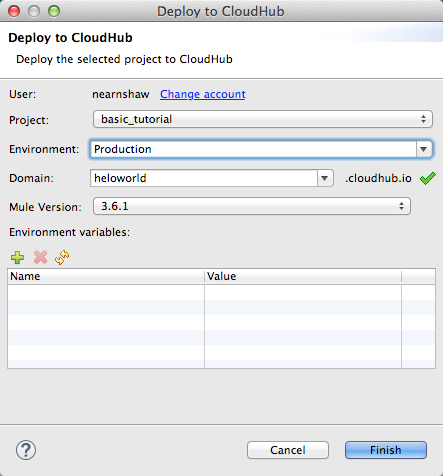 Deploy to CloudHub
Deploy to CloudHub
Deploy the selected project to CloudHub
User: nearnshaw Change account
Project: basic_tutorial
Environment: Production
Domain: heloworld .cloudhub.io
Mule Version: 3.6.1
Environment variables:
Name Value
? Cancel Finish